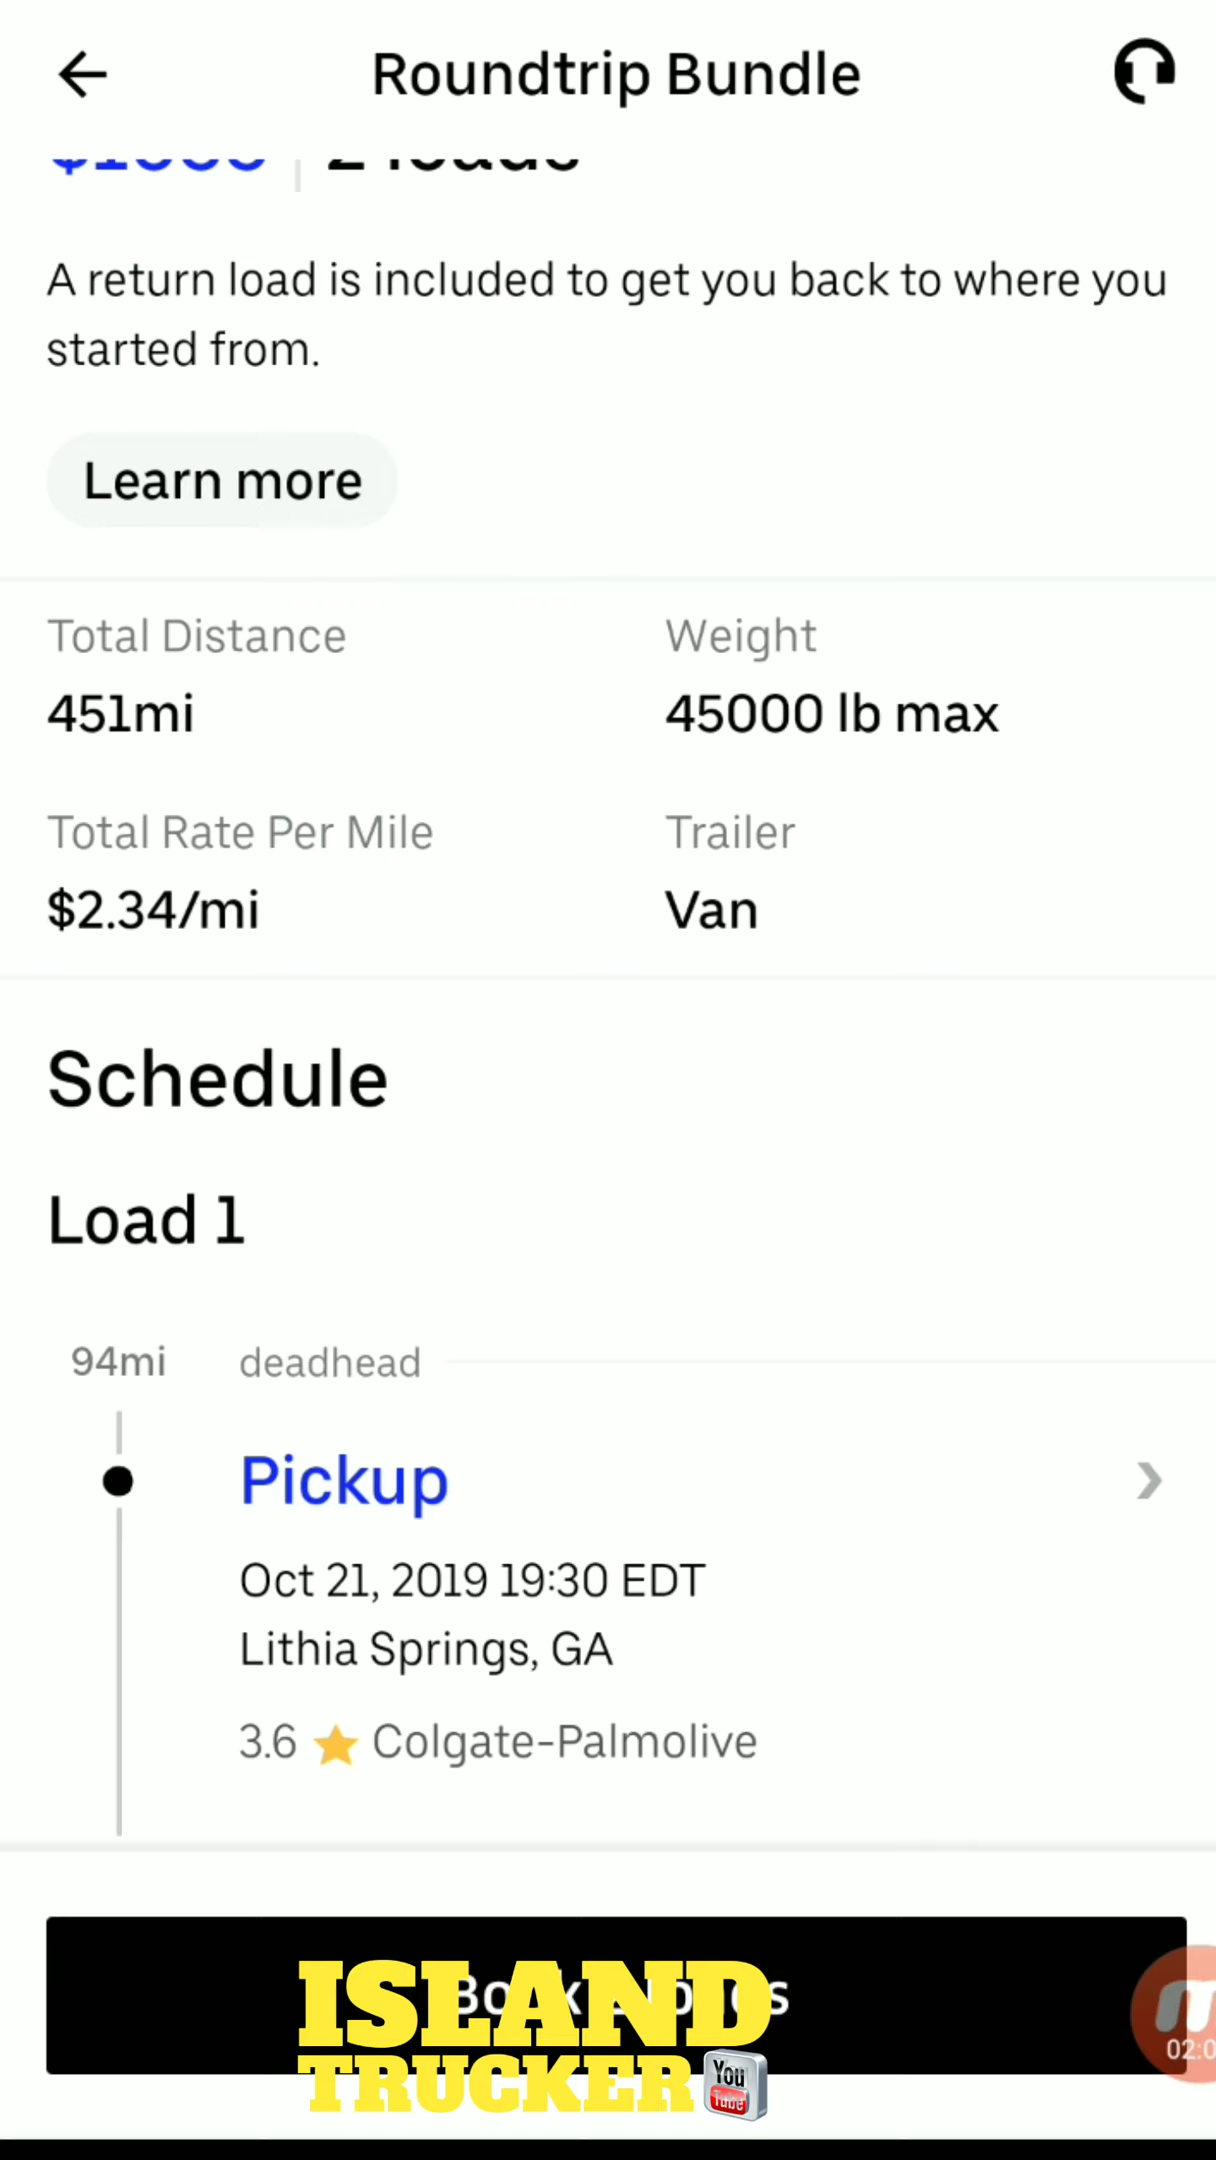 Roundtrip Bundle
2 loads
A return load is included to get you back to where you
started from.
Learn more
Total Distance
Weight
451mi
45000 lb max
Total Rate Per Mile
Trailer
$2.34/mi
Van
Schedule
Load 1
94mi
deadhead
Pickup
Oct 21, 2019 19:30 EDT
Lithia Springs, GA
3.6
Colgate-Palmolive
ISLAND
TRUCKER
You
Tube